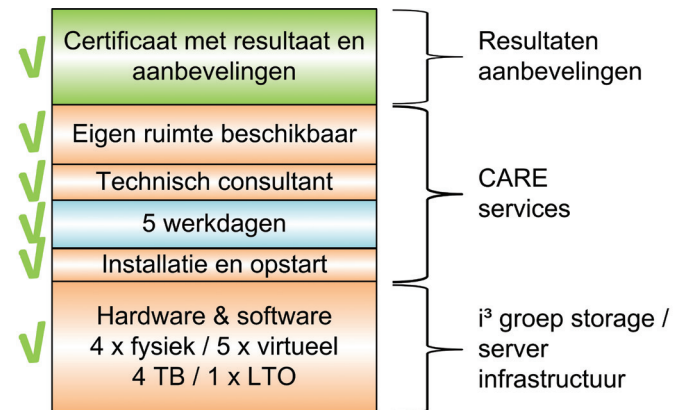 Certificaat met resultaat en
aanbevelingen
Resultaten
aanbevelingen
Eigen ruimte beschikbaar
Technisch consultant
5 werkdagen
Installatie en opstart
CARE
services
Hardware & software
4 x fysiek / 5 x virtueel
4 TB / 1 x LTO
i³ groep storage /
server
infrastructuur